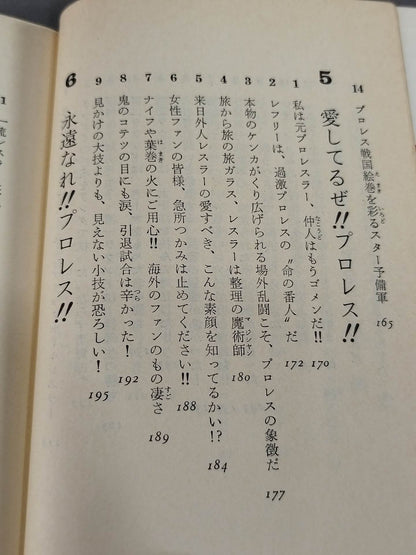 14 プロレス戦国絵巻を彩るスター予備軍 165
5 愛してるぜ!!プロレス!!
1 私は元プロレスラー、仲人はもうゴメンだ!! 170
2 レフリーは、過激プロレスの〝命の番人〟だ 172
3 本物のケンカがくり広げられる場外乱闘こそ、プロレスの象徴だ 177
4 旅から旅の旅ガラス、レスラーは整理の魔術師 180
5 来日外人レスラーの愛すべき、こんな素顔を知ってるかい!? 184
6 女性ファンの皆様、急所つかみは止めてください!! 188
7 ナイフや葉巻の火にご用心!! 海外のファンのもの凄さ 189
8 鬼のコテツの目にも涙、引退試合は辛かった! 192
9 見かけの大技よりも、見えない小技が恐ろしい! 195
6 永遠なれ!!プロレス!!
1